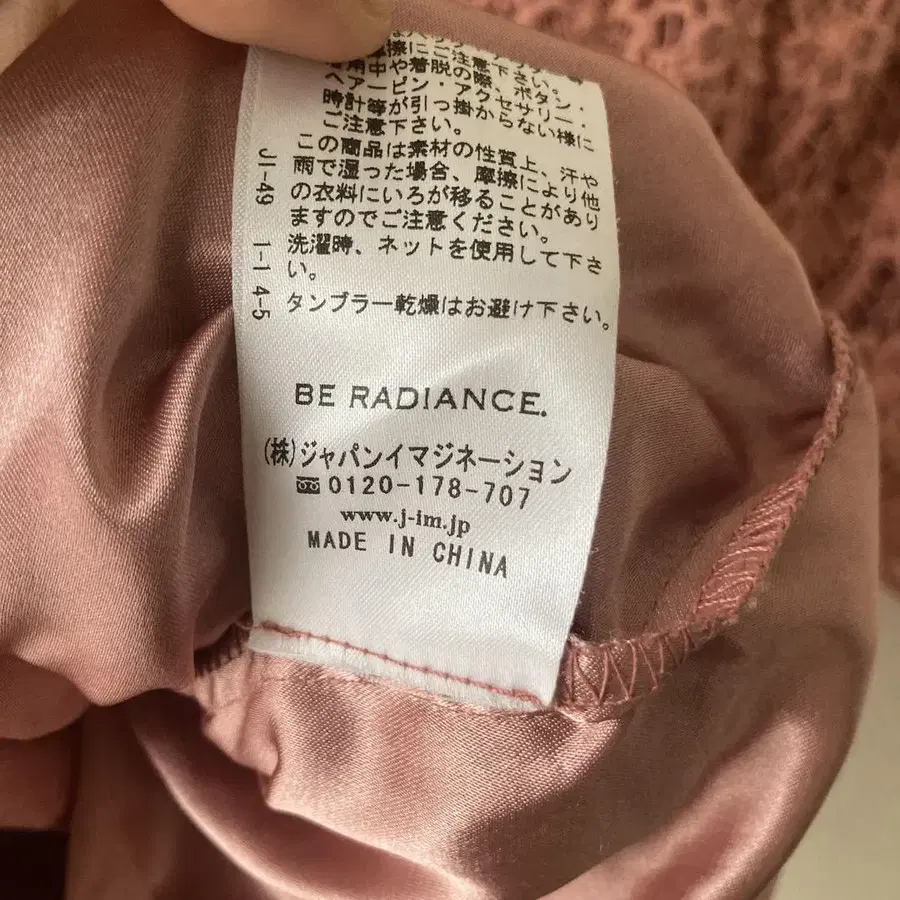 摩擦にご注意下さい。
用中や着脱の際、ボタン・
ヘアーピン・アクセサリー・
時計等が引っ掛からない様に
ご注意下さい。
この商品は素材の性質上、汗や
雨で湿った場合、摩擦により他
の衣料にいろが移ることがあり
ますのでご注意ください。
洗濯時、ネットを使用して下さ
い。
タンブラー乾燥はお避け下さい。
JI-49 1-1 4-5
BE RADIANCE.
(株)ジャパンイマジネーション
0120-178-707
www.j-im.jp
MADE IN CHINA